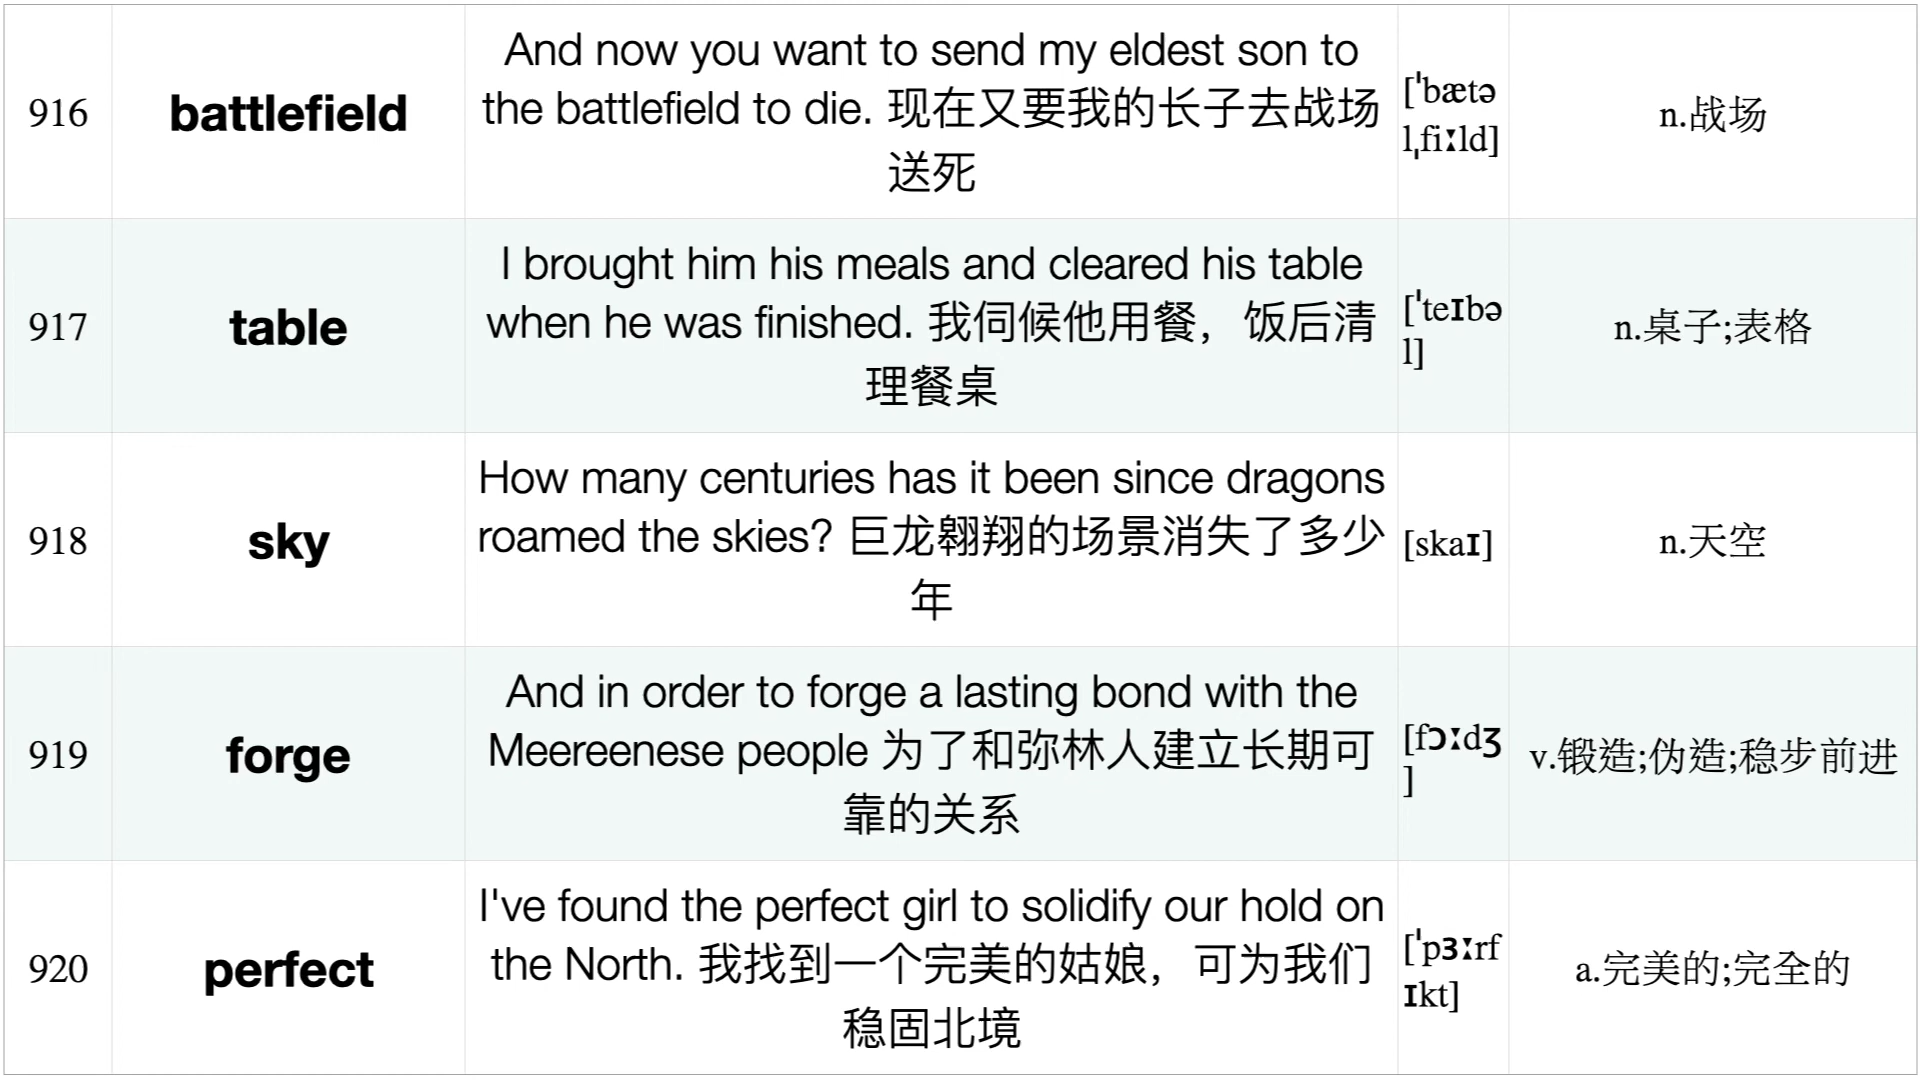 916
battlefield
And now you want to send my eldest son to
the battlefield to die. 现在又要我的长子去战场
送死
[ˈbætə
lˌfiːld]
n.战场
917
table
I brought him his meals and cleared his table
when he was finished. 我伺候他用餐，饭后清
理餐桌
[ˈteɪbə
l]
n.桌子;表格
918
sky
How many centuries has it been since dragons
roamed the skies? 巨龙翱翔的场景消失了多少
年
[skaɪ]
n.天空
919
forge
And in order to forge a lasting bond with the
Meereenese people 为了和弥林人建立长期可
靠的关系
[fɔːdʒ
]
v.锻造;伪造;稳步前进
920
perfect
I've found the perfect girl to solidify our hold on
the North. 我找到一个完美的姑娘，可为我们
稳固北境
[ˈpɜːrf
ɪkt]
a.完美的;完全的